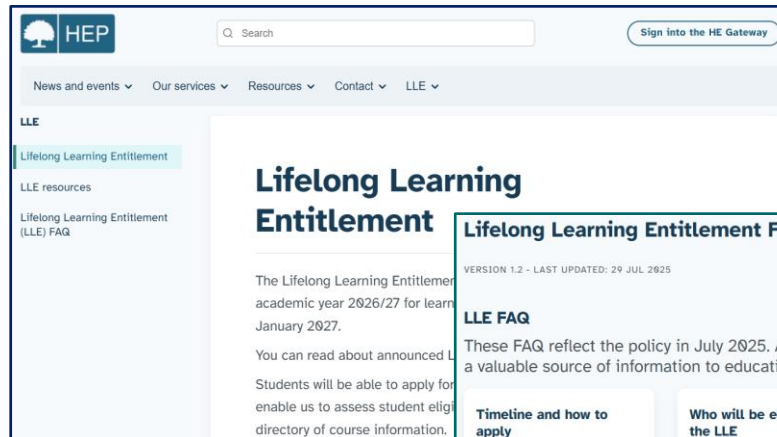 HEP
Search
Sign into the HE Gateway
News and events
Our services
Resources
Contact
LLE
LLE
Lifelong Learning Entitlement
LLE resources
Lifelong Learning Entitlement
(LLE) FAQ
Lifelong Learning
Entitlement
The Lifelong Learning
academic year 2026/27 for learn
January 2027.
You can read about announced L
Students will be able to apply for
enable us to assess student eligi
directory of course information.
Lifelong Learning Entitlement F
VERSION 1.2 - LAST UPDATED: 29 JUL 2025
LLE FAQ
These FAQ reflect the policy in July 2025.
a valuable source of information to educati
Timeline and how to
apply
Who will be e
the LLE